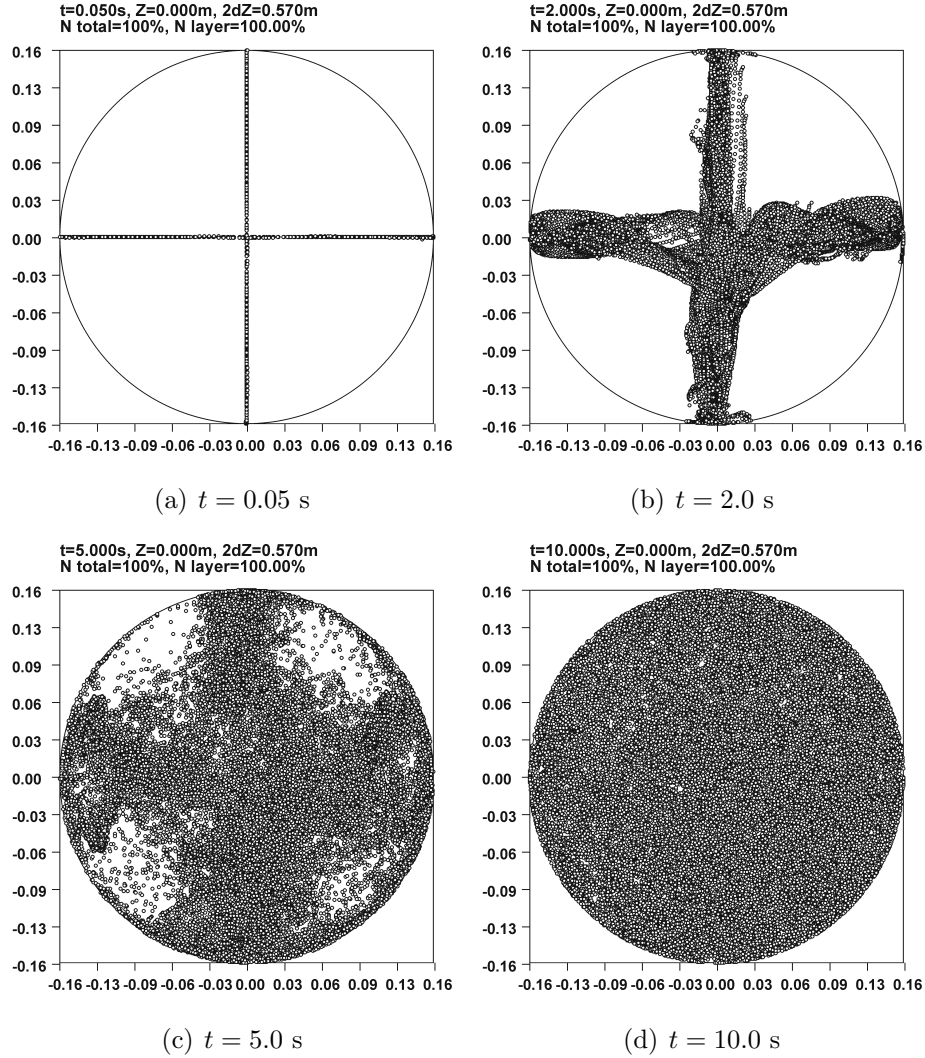 t=0.050s, Z=0.000m, 2dZ=0.570m
N total=100%, N layer=100.00%
0.16
0.13
0.09
0.06
0.03
0.00
-0.03
-0.06
-0.09
-0.13
-0.16
-0.16 -0.13 -0.09 -0.06 -0.03 0.00 0.03 0.06 0.09 0.13 0.16
(a) t = 0.05 s
t=2.000s, Z=0.000m, 2dZ=0.570m
N total=100%, N layer=100.00%
0.16
0.13
0.09
0.06
0.03
0.00
-0.03
-0.06
-0.09
-0.13
-0.16
-0.16 -0.13 -0.09 -0.06 -0.03 0.00 0.03 0.06 0.09 0.13 0.16
(b) t = 2.0 s
t=5.000s, Z=0.000m, 2dZ=0.570m
N total=100%, N layer=100.00%
0.16
0.13
0.09
0.06
0.03
0.00
-0.03
-0.06
-0.09
-0.13
-0.16
-0.16 -0.13 -0.09 -0.06 -0.03 0.00 0.03 0.06 0.09 0.13 0.16
(c) t = 5.0 s
t=10.000s, Z=0.000m, 2dZ=0.570m
N total=100%, N layer=100.00%
0.16
0.13
0.09
0.06
0.03
0.00
-0.03
-0.06
-0.09
-0.13
-0.16
-0.16 -0.13 -0.09 -0.06 -0.03 0.00 0.03 0.06 0.09 0.13 0.16
(d) t = 10.0 s